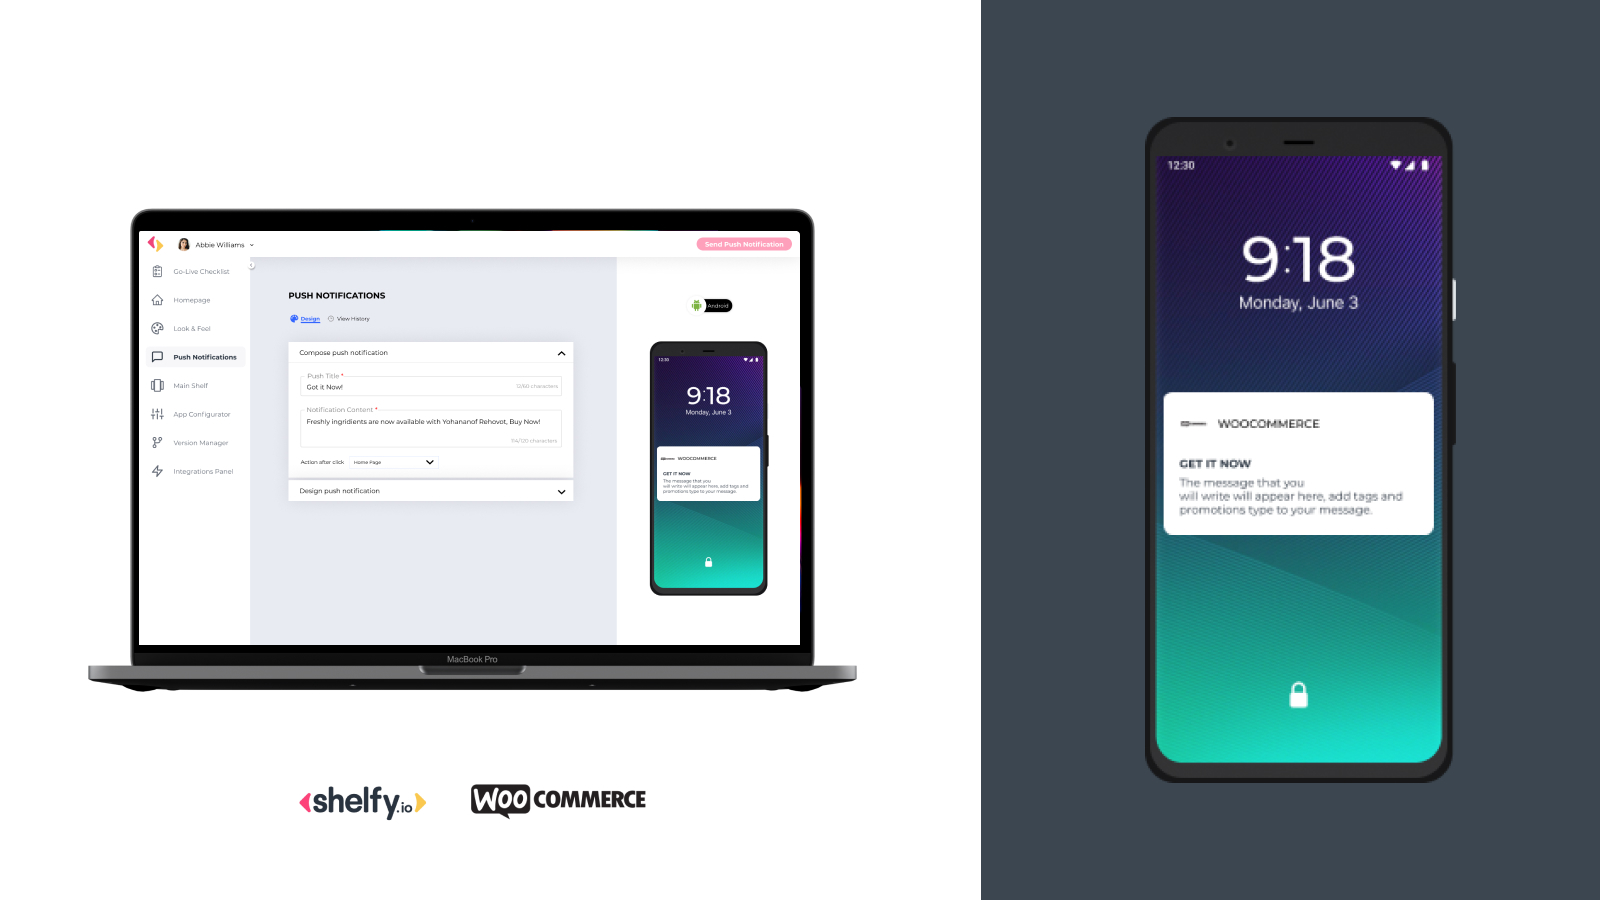 Abbie Williams
Send Push Notification
Go-Live Checklist
Homepage
Look & Feel
Push Notifications
Main Shelf
App Configurator
Version Manager
Integrations Panel
PUSH NOTIFICATIONS
Design
View History
Compose push notification
Push Title *
Got it Now!
Notification Content *
Freshly ingridients are now available with Yohananof Rehovot, Buy Now!
114/120 characters
Action after click
Home Page
Design push notification
Android
12:30
9:18
Monday, June 3
WOOCOMMERCE
GET IT NOW
The message that you
will write will appear here, add tags and
promotions type to your message.
MacBook Pro
shelfy.io
WOO COMMERCE
12:30
9:18
Monday, June 3
WOOCOMMERCE
GET IT NOW
The message that you
will write will appear here, add tags and
promotions type to your message.